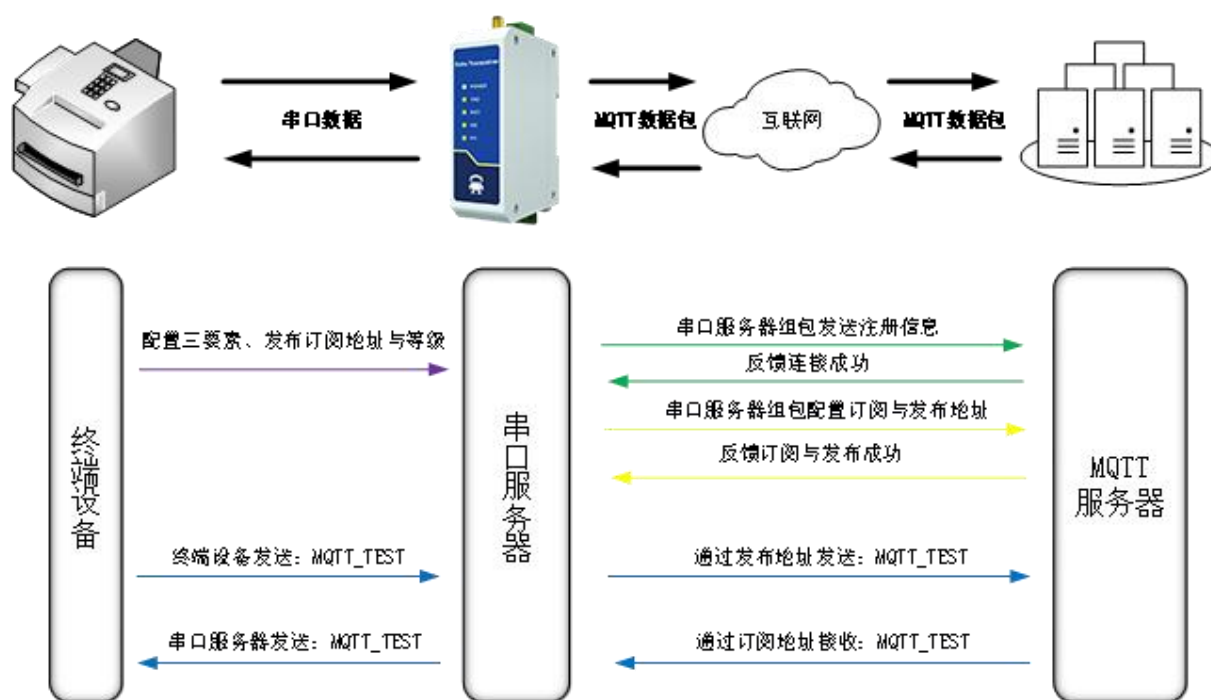 串口数据
MQTT数据包
互联网
MQTT数据包
配置三要素、发布订阅地址与等级
串口服务器组包发送注册信息
反馈连接成功
串口服务器组包配置订阅与发布地址
反馈订阅与发布成功
终端设备
串口服务器
MQTT
服务器
终端设备发送：MQTT_TEST
通过发布地址发送：MQTT_TEST
串口服务器发送：MQTT_TEST
通过订阅地址接收：MQTT_TEST